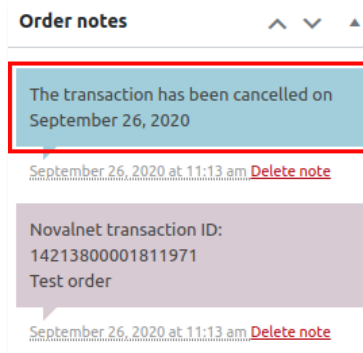 Order notes
The transaction has been cancelled on
September 26, 2020
September 26, 2020 at 11:13 am Delete note
Novalnet transaction ID:
14213800001811971
Test order
September 26, 2020 at 11:13 am Delete note